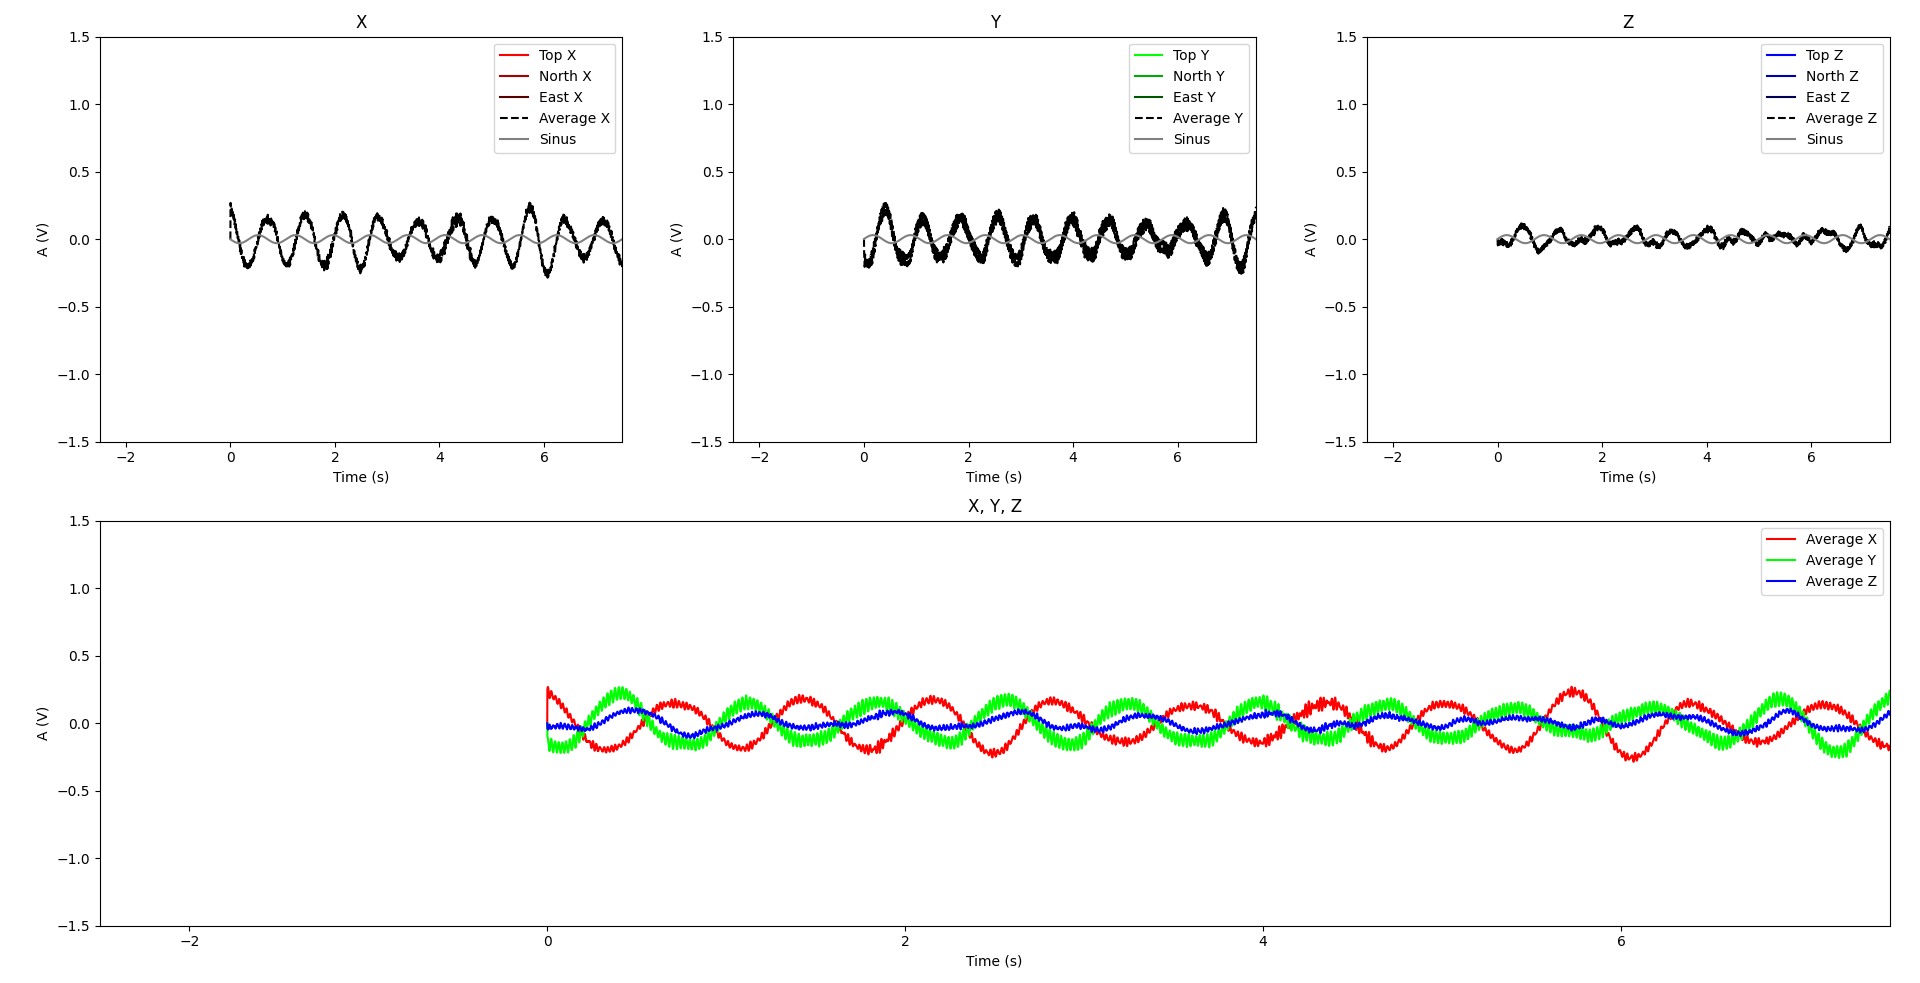 X
1.5
1.0
0.5
0.0
−0.5
−1.0
−1.5
A (V)
−2
0
2
4
6
Time (s)
Top X
North X
East X
Average X
Sinus
Y
1.5
1.0
0.5
0.0
−0.5
−1.0
−1.5
A (V)
−2
0
2
4
6
Time (s)
Top Y
North Y
East Y
Average Y
Sinus
Z
1.5
1.0
0.5
0.0
−0.5
−1.0
−1.5
A (V)
−2
0
2
4
6
Time (s)
Top Z
North Z
East Z
Average Z
Sinus
X, Y, Z
1.5
1.0
0.5
0.0
−0.5
−1.0
−1.5
A (V)
−2
0
2
4
6
Time (s)
Average X
Average Y
Average Z